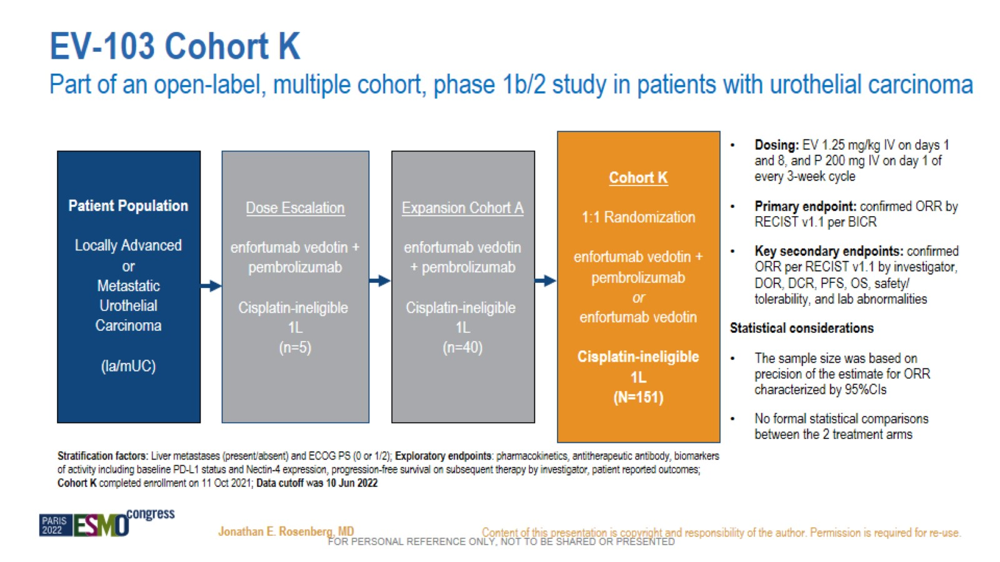 EV-103 Cohort K
Part of an open-label, multiple cohort, phase 1b/2 study in patients with urothelial carcinoma
Patient Population
Locally Advanced
or
Metastatic
Urothelial
Carcinoma
(la/mUC)
Dose Escalation
enfortumab vedotin +
pembrolizumab
Cisplatin-ineligible
1L
(n=5)
Expansion Cohort A
enfortumab vedotin
+ pembrolizumab
Cisplatin-ineligible
1L
(n=40)
Cohort K
1:1 Randomization
enfortumab vedotin +
pembrolizumab
or
enfortumab vedotin
Cisplatin-ineligible
1L
(N=151)
• Dosing: EV 1.25 mg/kg IV on days 1
and 8, and P 200 mg IV on day 1 of
every 3-week cycle
• Primary endpoint: confirmed ORR by
RECIST v1.1 per BICR
• Key secondary endpoints: confirmed
ORR per RECIST v1.1 by investigator,
DOR, DCR, PFS, OS, safety/
tolerability, and lab abnormalities
Statistical considerations
• The sample size was based on
precision of the estimate for ORR
characterized by 95%CIs
• No formal statistical comparisons
between the 2 treatment arms
Stratification factors: Liver metastases (present/absent) and ECOG PS (0 or 1/2); Exploratory endpoints: pharmacokinetics, antitherapeutic antibody, biomarkers
of activity including baseline PD-L1 status and Nectin-4 expression, progression-free survival on subsequent therapy by investigator, patient reported outcomes;
Cohort K completed enrollment on 11 Oct 2021; Data cutoff was 10 Jun 2022
PARIS
2022
ESMO congress
Jonathan E. Rosenberg, MD
Content of this presentation is copyright and responsibility of the author. Permission is required for re-use.
FOR PERSONAL REFERENCE ONLY, NOT TO BE SHARED OR PRESENTED